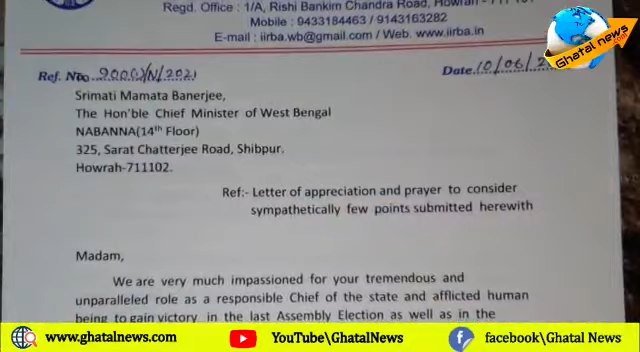 Regd. Office : 1/A, Rishi Bankim Chandra Road, Howrah - 711 101
Mobile : 9433184463 / 9143163282
E-mail : iirba.wb@gmail.com / Web. www.iirba.in
Ghatal news
.com
Ref. No. /N/2021
Date. 10/06/2
Srimati Mamata Banerjee,
The Hon'ble Chief Minister of West Bengal
NABANNA(14th Floor)
325, Sarat Chatterjee Road, Shibpur.
Howrah-711102.
Ref:- Letter of appreciation and prayer to consider
sympathetically few points submitted herewith
Madam,
We are very much impassioned for your tremendous and
unparalleled role as a responsible Chief of the state and afflicted human
being to gain victory in the last Assembly Election as well as in the
www.ghatalnews.com
YouTube\GhatalNews
facebook\Ghatal News